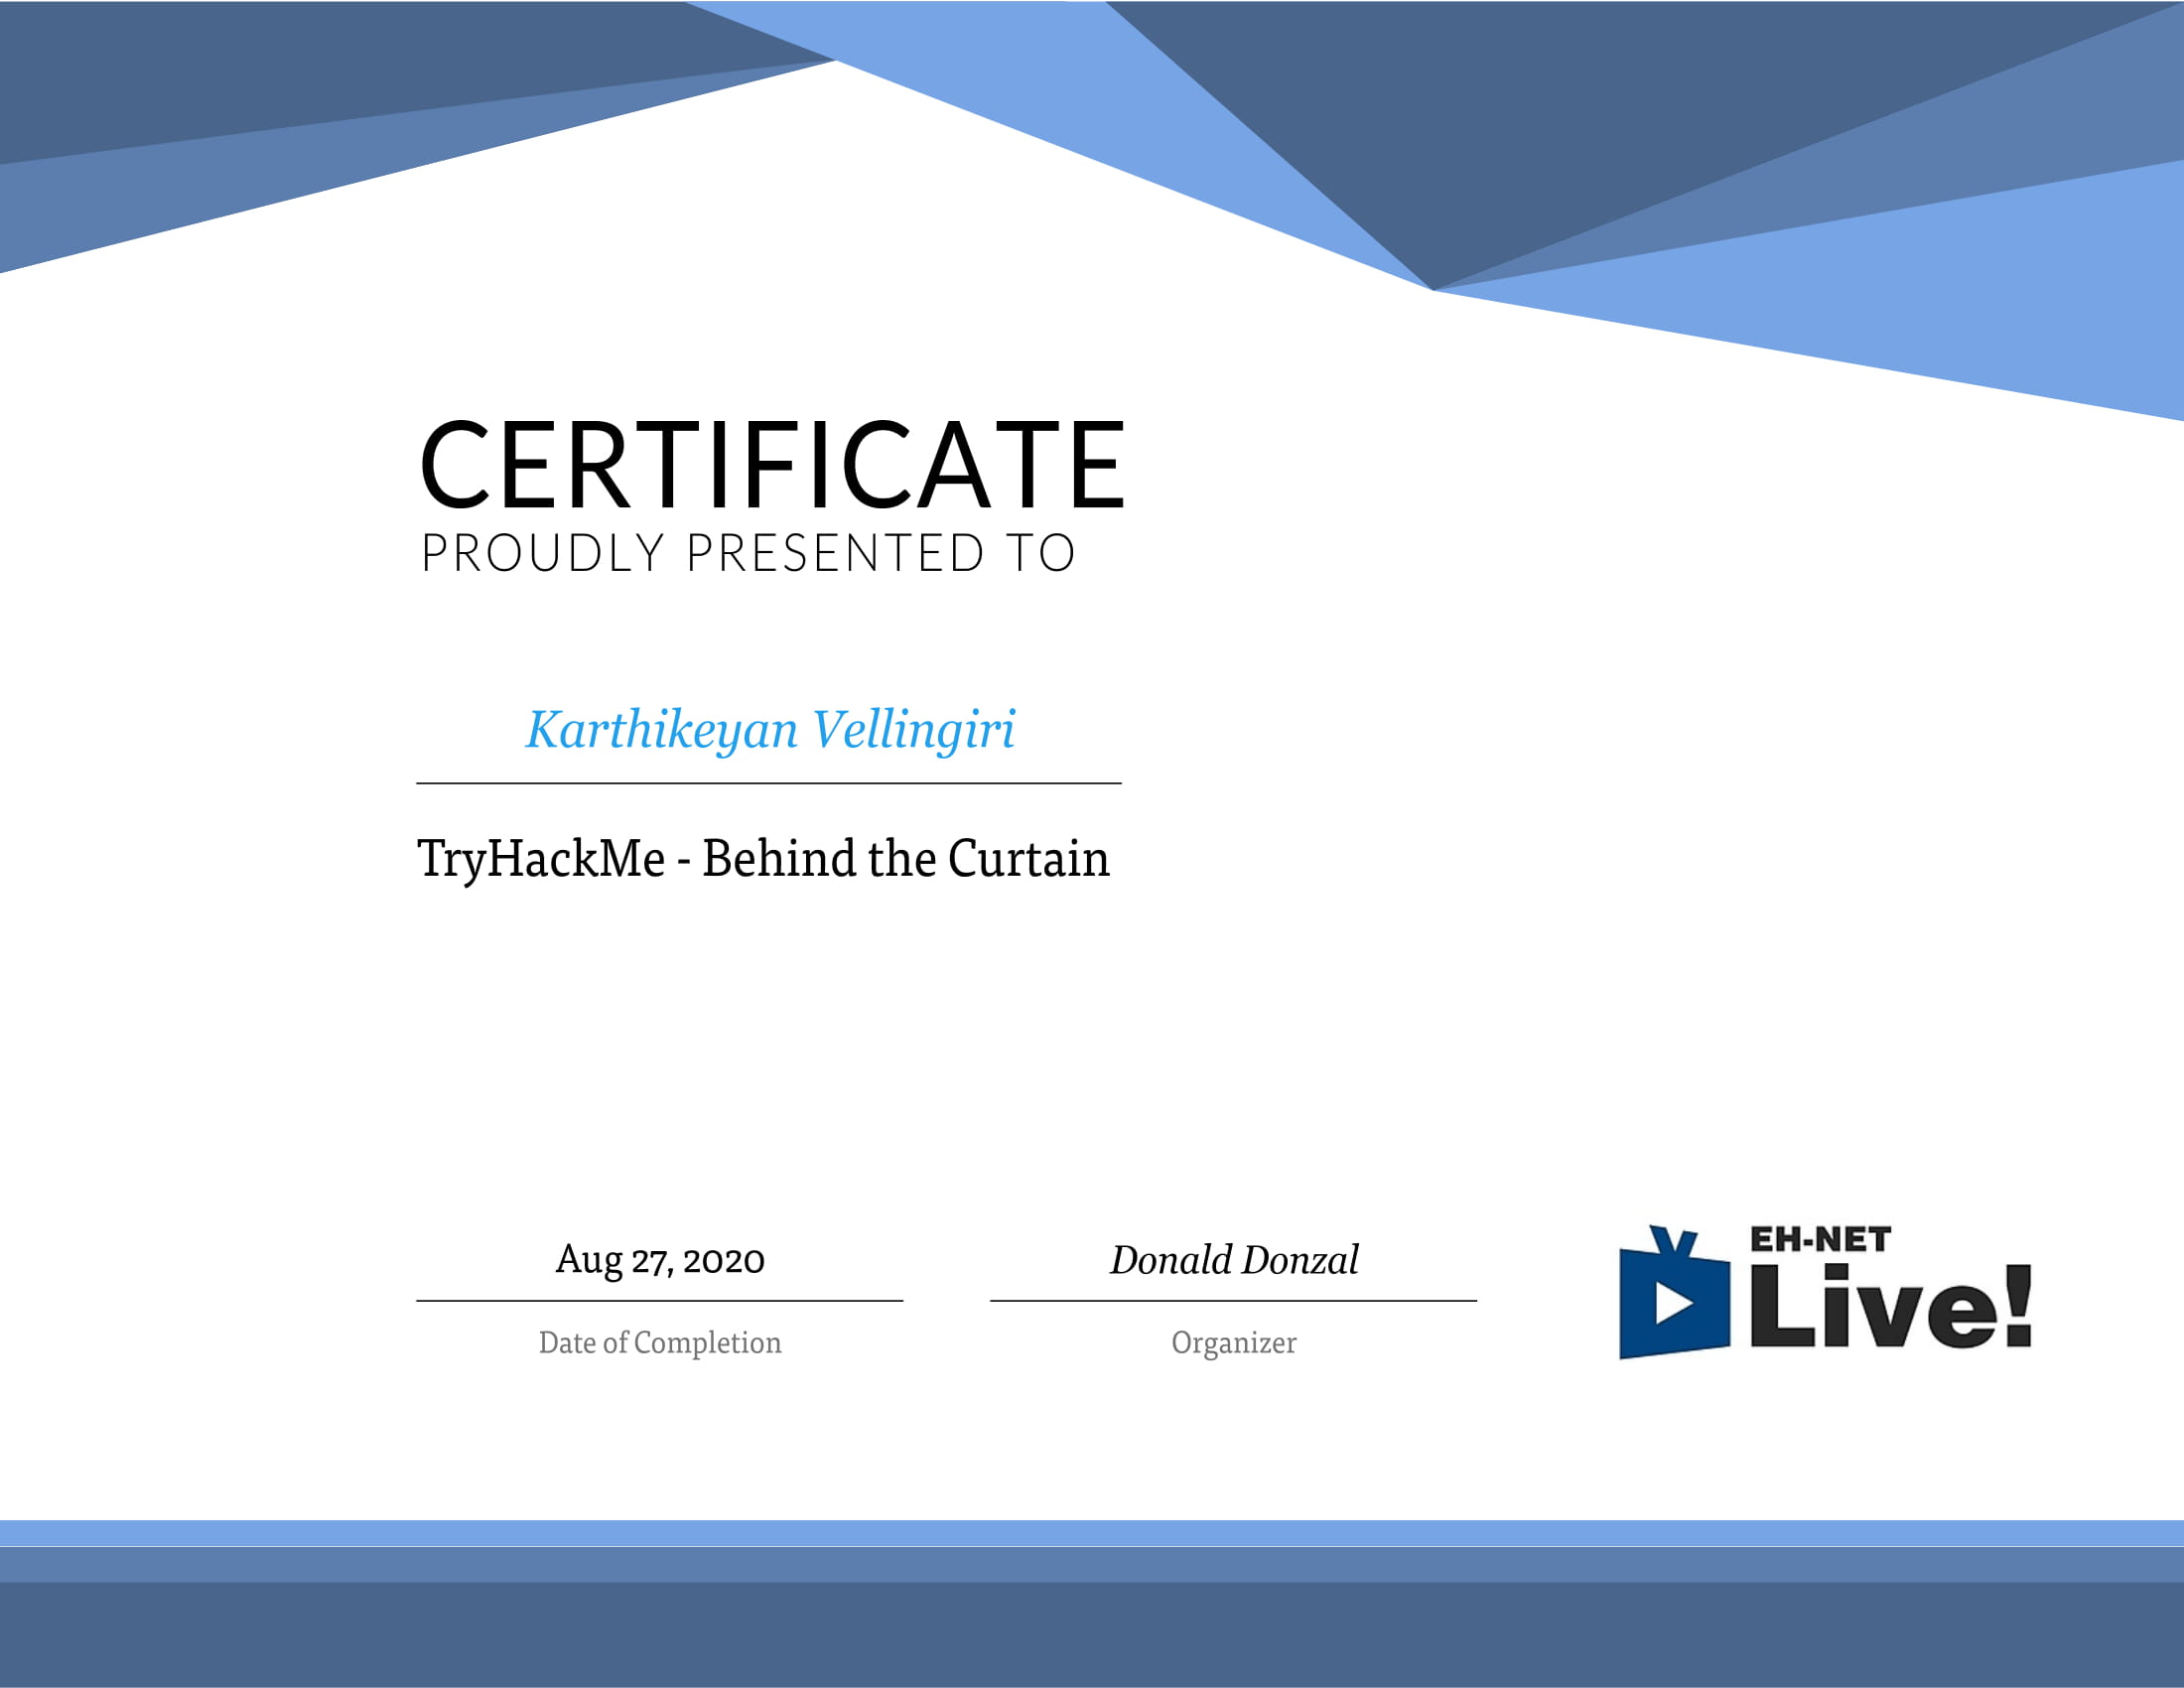 CERTIFICATE
PROUDLY PRESENTED TO
Karthikeyan Vellingiri
TryHackMe - Behind the Curtain
Aug 27, 2020
Date of Completion
Donald Donzal
Organizer
EH-NET
Live!